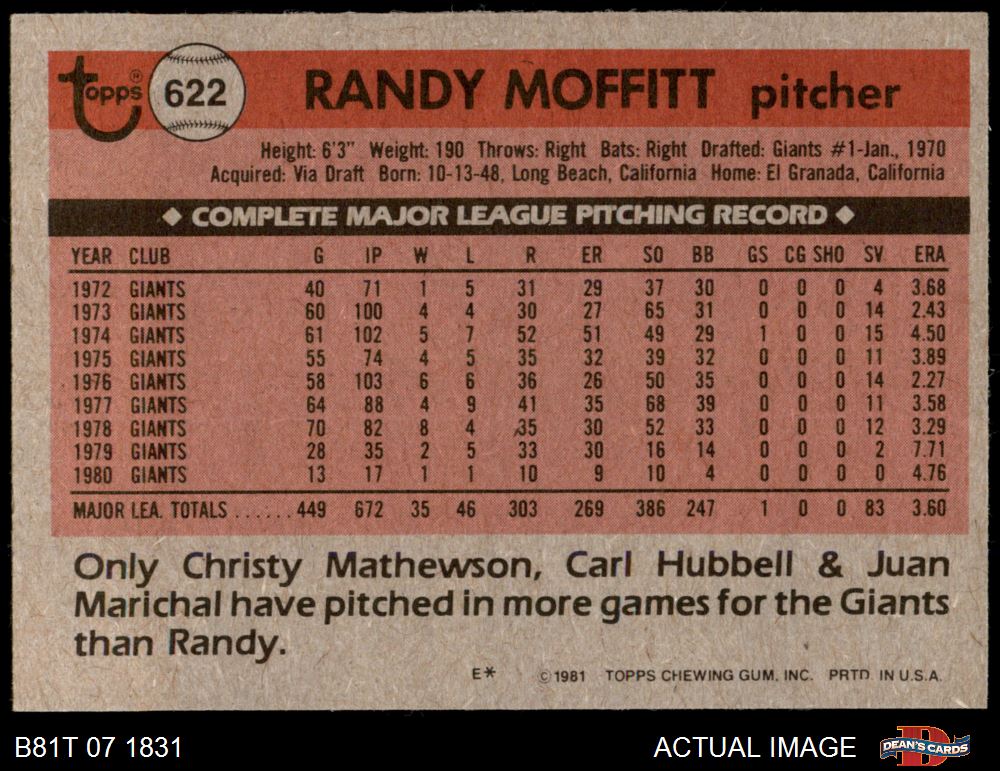 topps® 622 RANDY MOFFITT pitcher
Height: 6'3" Weight: 190 Throws: Right Bats: Right Drafted: Giants #1-Jan., 1970
Acquired: Via Draft Born: 10-13-48, Long Beach, California Home: El Granada, California
◆ COMPLETE MAJOR LEAGUE PITCHING RECORD ◆
YEAR CLUB G IP W L R ER SO BB GS CG SHO SV ERA
1972 GIANTS 40 71 1 5 31 29 37 30 0 0 0 4 3.68
1973 GIANTS 60 100 4 4 30 27 65 31 0 0 0 14 2.43
1974 GIANTS 61 102 5 7 52 51 49 29 1 0 0 15 4.50
1975 GIANTS 55 74 4 5 35 32 39 32 0 0 0 11 3.89
1976 GIANTS 58 103 6 6 36 26 50 35 0 0 0 14 2.27
1977 GIANTS 64 88 4 9 41 35 68 39 0 0 0 11 3.58
1978 GIANTS 70 82 8 4 35 30 52 33 0 0 0 12 3.29
1979 GIANTS 28 35 2 5 33 30 16 14 0 0 0 2 7.71
1980 GIANTS 13 17 1 1 10 9 10 4 0 0 0 0 4.76
MAJOR LEA. TOTALS ......449 672 35 46 303 269 386 247 1 0 0 83 3.60
Only Christy Mathewson, Carl Hubbell & Juan
Marichal have pitched in more games for the Giants
than Randy.
E* ©1981 TOPPS CHEWING GUM, INC. PRTD. IN U.S.A.
B81T 07 1831 ACTUAL IMAGE DEAN'S CARDS